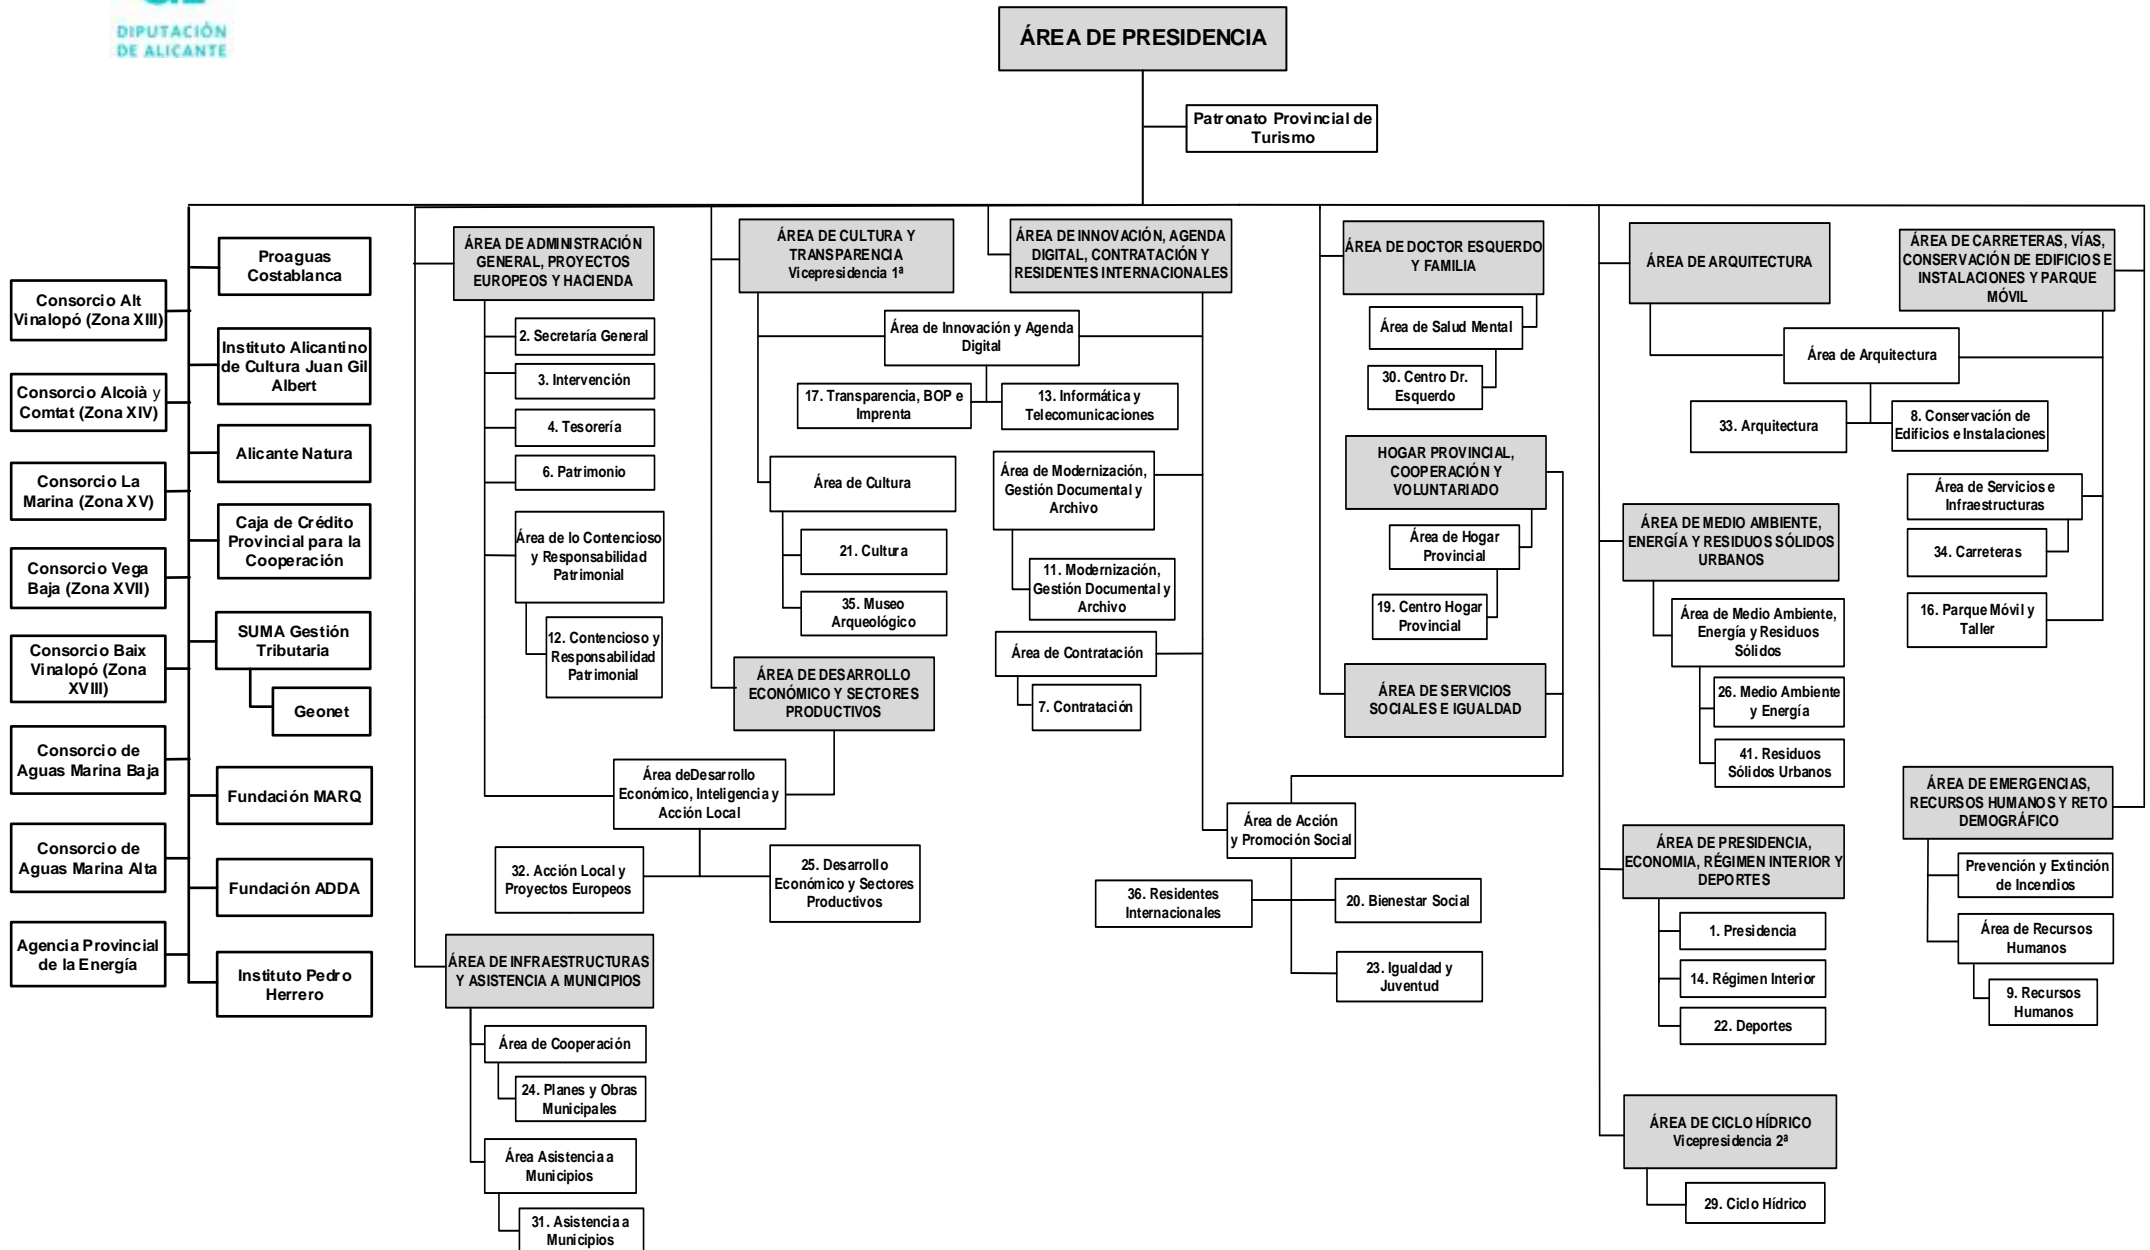 DIPUTACIÓN
DE ALICANTE
ÁREA DE PRESIDENCIA
Patronato Provincial de
Turismo
Proaguas
Costablanca
Consorcio Alt
Vinalopó (Zona XIII)
Instituto Alicantino
de Cultura Juan Gil
Albert
Consorcio Alcoià y
Comtat (Zona XIV)
Alicante Natura
Consorcio La
Marina (Zona XV)
Caja de Crédito
Provincial para la
Cooperación
Consorcio Vega
Baja (Zona XVII)
SUMA Gestión
Tributaria
Consorcio Baix
Vinalopó (Zona
XVIII)
Geonet
Consorcio de
Aguas Marina Baja
Fundación MARQ
Consorcio de
Aguas Marina Alta
Fundación ADDA
Agencia Provincial
de la Energía
Instituto Pedro
Herrero
ÁREA DE ADMINISTRACIÓN
GENERAL, PROYECTOS
EUROPEOS Y HACIENDA
2. Secretaría General
3. Intervención
4. Tesorería
6. Patrimonio
Área de lo Contencioso
y Responsabilidad
Patrimonial
12. Contencioso y
Responsabilidad
Patrimonial
ÁREA DE CULTURA Y
TRANSPARENCIA
Vicepresidencia 1ª
ÁREA DE INNOVACIÓN, AGENDA
DIGITAL, CONTRATACIÓN Y
RESIDENTES INTERNACIONALES
Área de Innovación y Agenda
Digital
17. Transparencia, BOP e
Imprenta
13. Informática y
Telecomunicaciones
Área de Cultura
21. Cultura
35. Museo
Arqueológico
Área de Modernización,
Gestión Documental y
Archivo
11. Modernización,
Gestión Documental y
Archivo
Área de Contratación
7. Contratación
ÁREA DE DESARROLLO
ECONÓMICO Y SECTORES
PRODUCTIVOS
Área deDesarrollo
Económico, Inteligencia y
Acción Local
32. Acción Local y
Proyectos Europeos
25. Desarrollo
Económico y Sectores
Productivos
ÁREA DE INFRAESTRUCTURAS
Y ASISTENCIA A MUNICIPIOS
Área de Cooperación
24. Planes y Obras
Municipales
Área Asistencia a
Municipios
31. Asistencia a
Municipios
ÁREA DE DOCTOR ESQUERDO
Y FAMILIA
Área de Salud Mental
30. Centro Dr.
Esquerdo
HOGAR PROVINCIAL,
COOPERACIÓN Y
VOLUNTARIADO
Área de Hogar
Provincial
19. Centro Hogar
Provincial
ÁREA DE SERVICIOS
SOCIALES E IGUALDAD
Área de Acción
y Promoción Social
36. Residentes
Internacionales
20. Bienestar Social
23. Igualdad y
Juventud
ÁREA DE ARQUITECTURA
ÁREA DE CARRETERAS, VÍAS,
CONSERVACIÓN DE EDIFICIOS E
INSTALACIONES Y PARQUE
MÓVIL
Área de Arquitectura
33. Arquitectura
8. Conservación de
Edificios e Instalaciones
Área de Servicios e
Infraestructuras
34. Carreteras
16. Parque Móvil y
Taller
ÁREA DE MEDIO AMBIENTE,
ENERGÍA Y RESIDUOS SÓLIDOS
URBANOS
Área de Medio Ambiente,
Energía y Residuos
Sólidos
26. Medio Ambiente
y Energía
41. Residuos
Sólidos Urbanos
ÁREA DE PRESIDENCIA,
ECONOMIA, RÉGIMEN INTERIOR Y
DEPORTES
1. Presidencia
14. Régimen Interior
22. Deportes
ÁREA DE EMERGENCIAS,
RECURSOS HUMANOS Y RETO
DEMOGRÁFICO
Prevención y Extinción
de Incendios
Área de Recursos
Humanos
9. Recursos
Humanos
ÁREA DE CICLO HÍDRICO
Vicepresidencia 2ª
29. Ciclo Hídrico